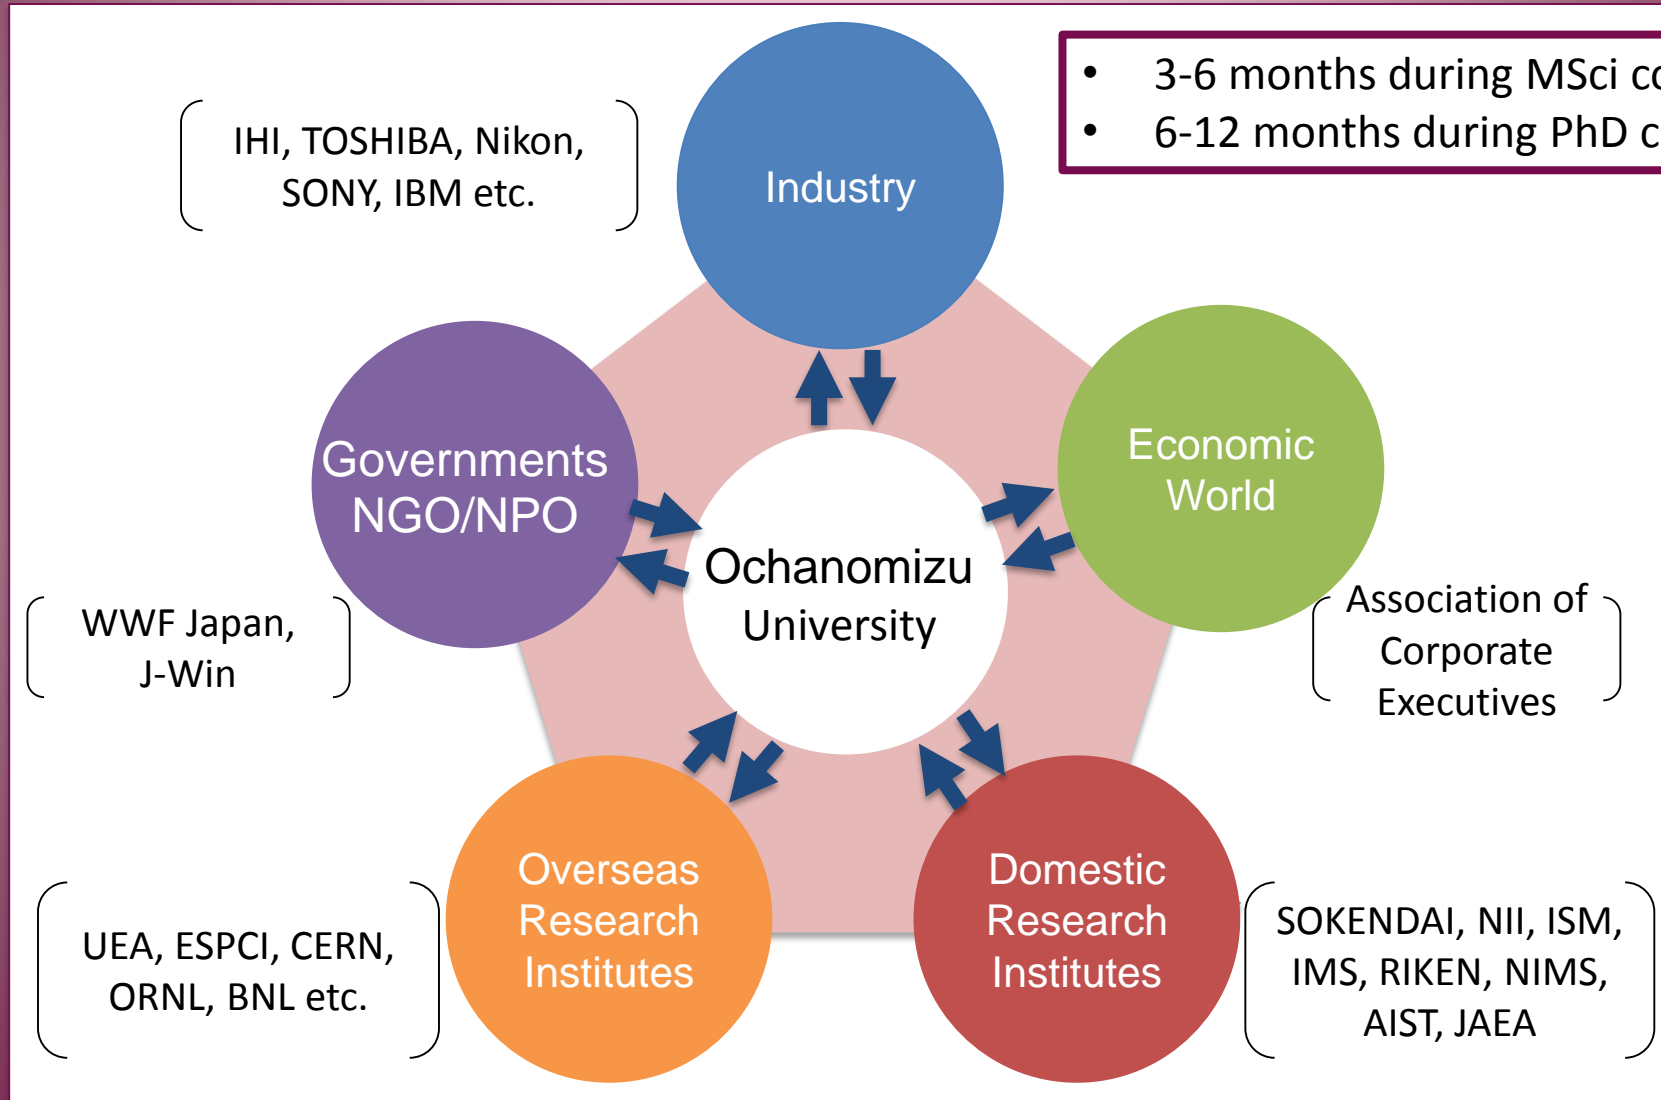 • 3-6 months during MSci
• 6-12 months during PhD
IHI, TOSHIBA, Nikon,
SONY, IBM etc.
Industry
Governments
NGO/NPO
Economic
World
Ochanomizu
University
WWF Japan,
J-Win
Association of
Corporate
Executives
Overseas
Research
Institutes
Domestic
Research
Institutes
UEA, ESPCI, CERN,
ORNL, BNL etc.
SOKENDAI, NII, ISM,
IMS, RIKEN, NIMS,
AIST, JAEA